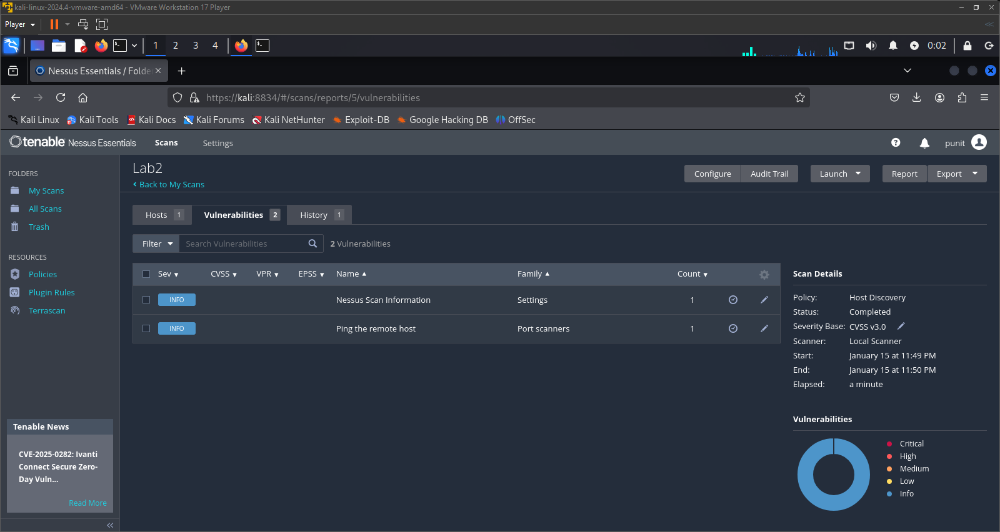 kali-linux-2024.4-vmware-amd64 - VMware Workstation 17 Player
Player
1 2 3 4 0:02
Nessus Essentials / Folde
https://kali:8834/#/scans/reports/5/vulnerabilities
Kali Linux Kali Tools Kali Docs Kali Forums Kali NetHunter Exploit-DB Google Hacking DB OffSec
tenable Nessus Essentials Scans Settings punit
FOLDERS
My Scans
All Scans
Trash
RESOURCES
Policies
Plugin Rules
Terrascan
Tenable News
CVE-2025-0282: Ivanti
Connect Secure Zero-
Day Vuln...
Read More
Lab2
Back to My Scans
Configure Audit Trail Launch Report Export
Hosts 1 Vulnerabilities 2 History 1
Filter Search Vulnerabilities 2 Vulnerabilities
Sev CVSS VPR EPSS Name Family Count
INFO Nessus Scan Information Settings 1
INFO Ping the remote host Port scanners 1
Scan Details
Policy: Host Discovery
Status: Completed
Severity Base: CVSS v3.0
Scanner: Local Scanner
Start: January 15 at 11:49 PM
End: January 15 at 11:50 PM
Elapsed: a minute
Vulnerabilities
Critical
High
Medium
Low
Info